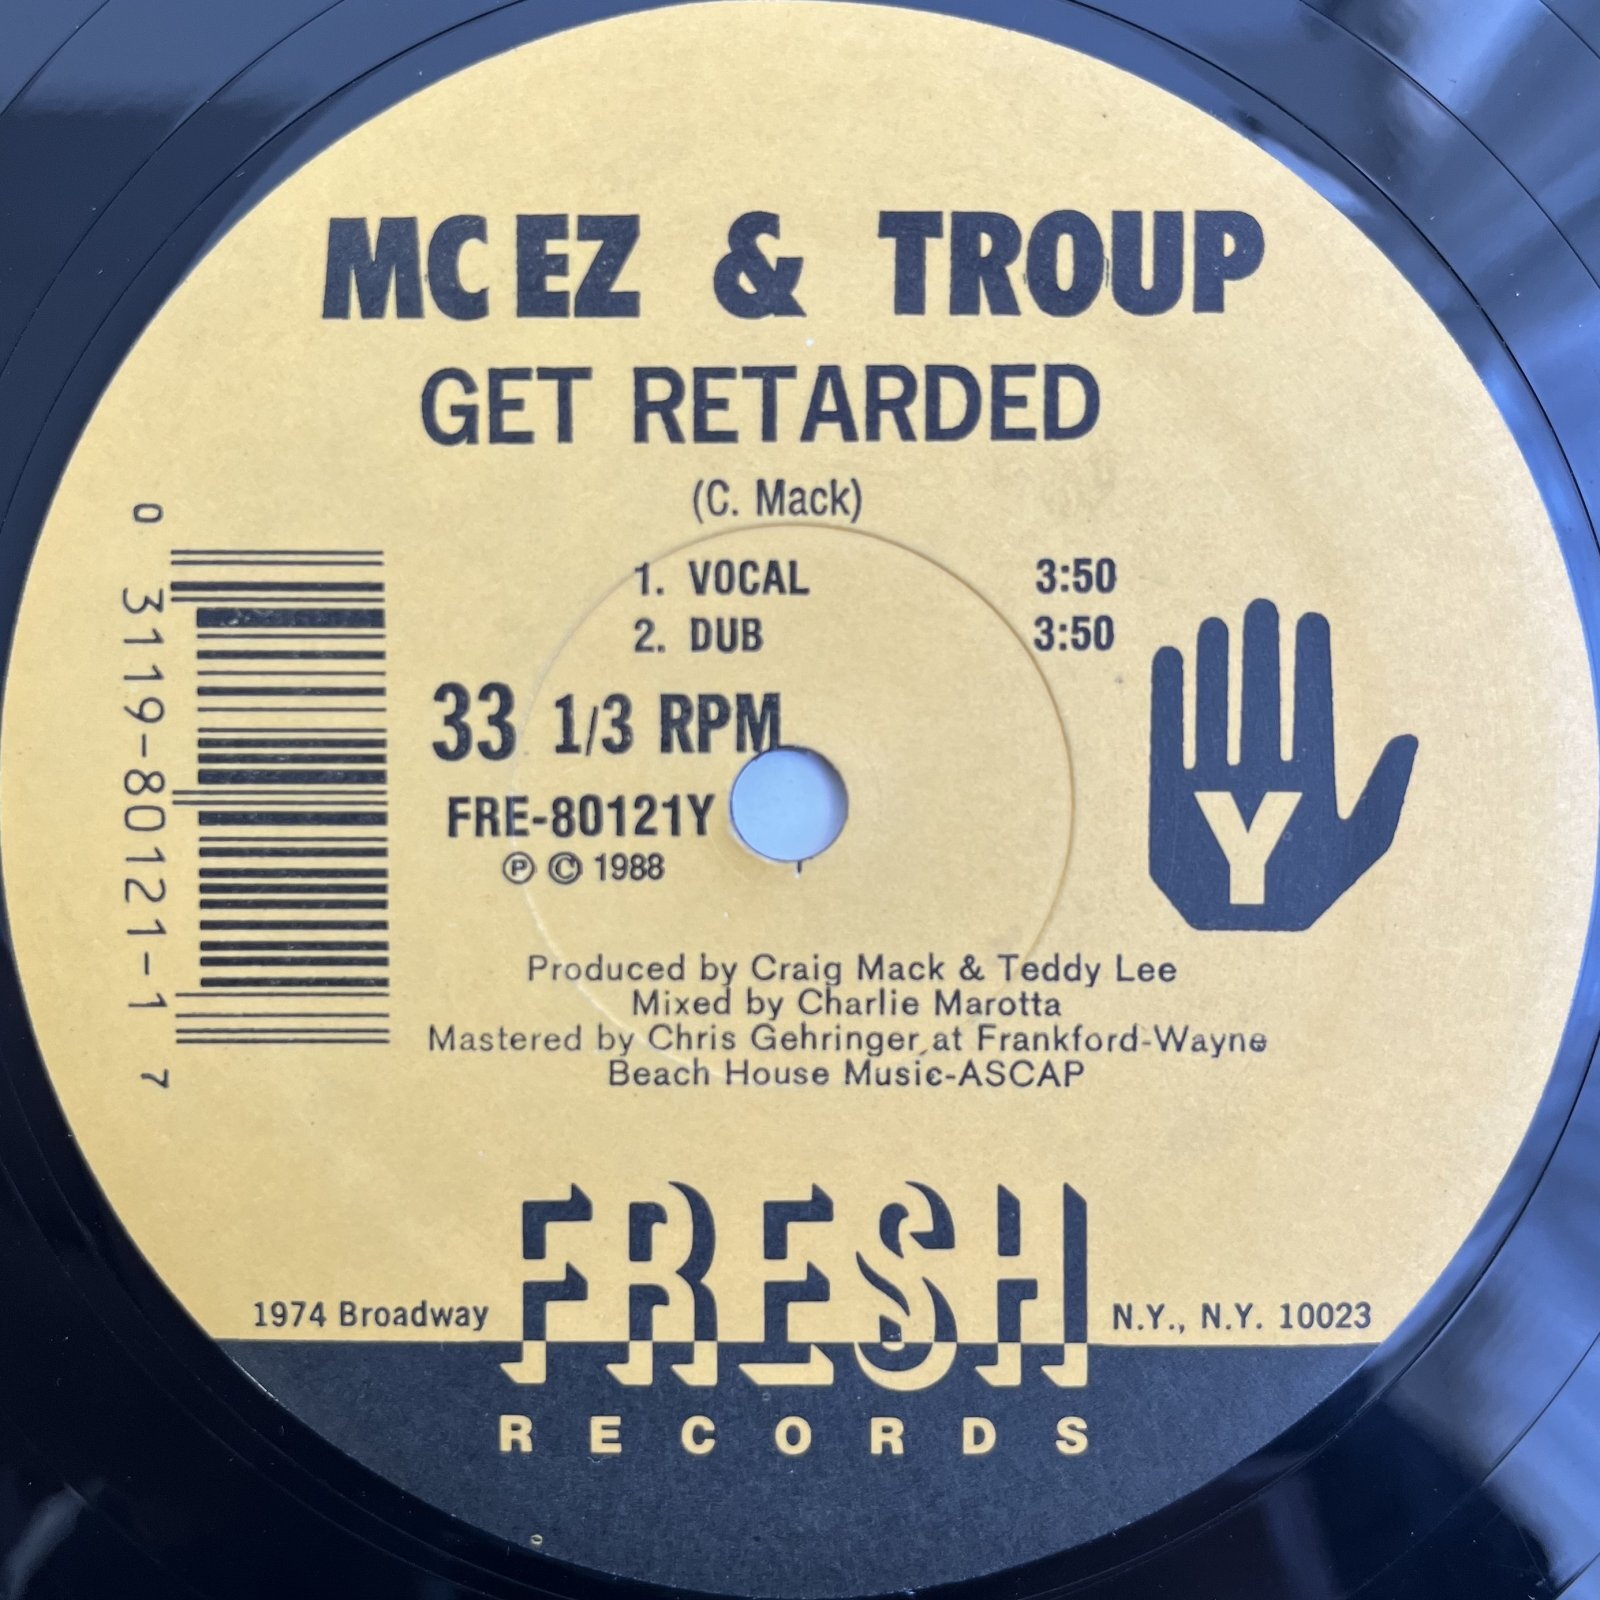 MC EZ & TROUP
GET RETARDED
(C. Mack)
1. VOCAL 3:50
2. DUB 3:50
33 1/3 RPM
FRE-80121Y
Ⓟ © 1988
0 3119-80121-1 7
Y
Produced by Craig Mack & Teddy Lee
Mixed by Charlie Marotta
Mastered by Chris Gehringer at Frankford-Wayne
Beach House Music-ASCAP
1974 Broadway FRESH N.Y., N.Y. 10023
RECORDS